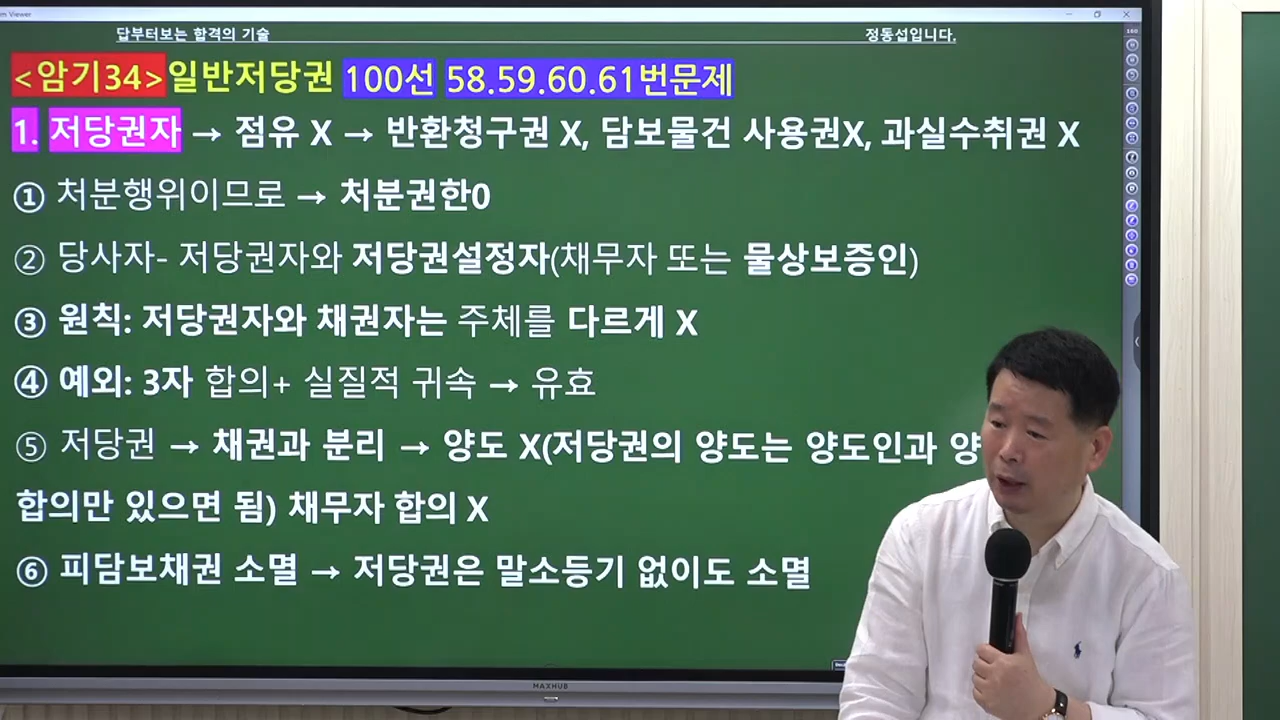 답부터보는 합격의 기술 정동섭입니다.
<암기34>일반저당권 100선 58.59.60.61번문제
1. 저당권자 → 점유 X → 반환청구권 X, 담보물건 사용권X, 과실수취권 X
① 처분행위이므로 → 처분권한0
② 당사자- 저당권자와 저당권설정자(채무자 또는 물상보증인)
③ 원칙: 저당권자와 채권자는 주체를 다르게 X
④ 예외: 3자 합의+ 실질적 귀속 → 유효
⑤ 저당권 → 채권과 분리 → 양도 X(저당권의 양도는 양도인과 양
합의만 있으면 됨) 채무자 합의 X
⑥ 피담보채권 소멸 → 저당권은 말소등기 없이도 소멸
MAXHUB